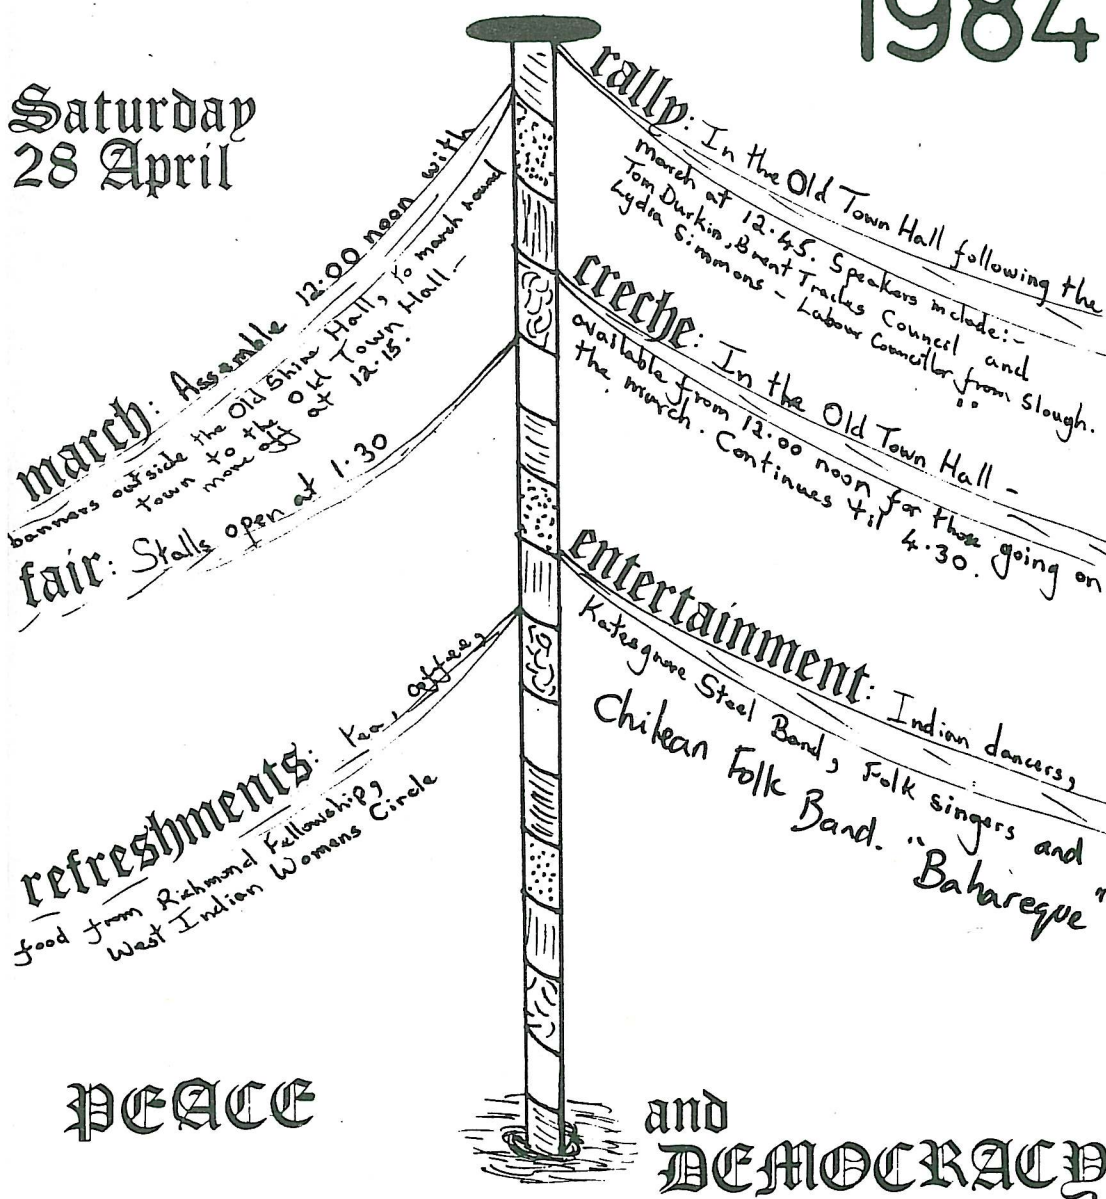 1984
Saturday
28 April
march: Assemble 12.00 noon with
banners outside the Old Shire Hall, to march round
town to the Old Town Hall –
move off at 12.15.
fair: Stalls open at 1.30
refreshments: tea, coffee,
food from Richmond Fellowship,
West Indian Womens Circle
rally: In the Old Town Hall following the
march at 12.45. Speakers include:-
Tom Durkin, Brent Trades Council and
Lydia Simmons - Labour Councillor from Slough.
creche: In the Old Town Hall -
available from 12.00 noon for those going on
the march. Continues til 4.30.
entertainment: Indian dancers,
Katesgrove Steel Band, Folk singers and
Chilean Folk Band. "Bahareque"
PEACE
and
DEMOCRACY